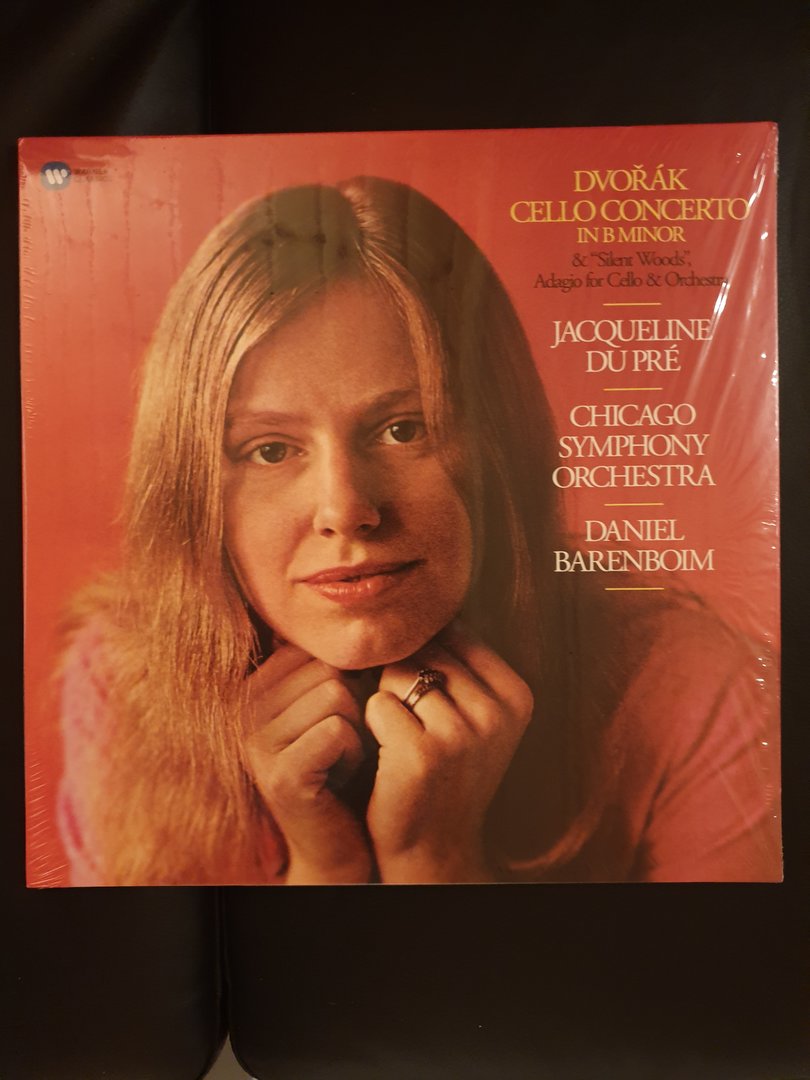 DVOŘÁK
CELLO CONCERTO
IN B MINOR
& "Silent Woods",
Adagio for Cello & Orchestra
JACQUELINE
DU PRÉ
CHICAGO
SYMPHONY
ORCHESTRA
DANIEL
BARENBOIM